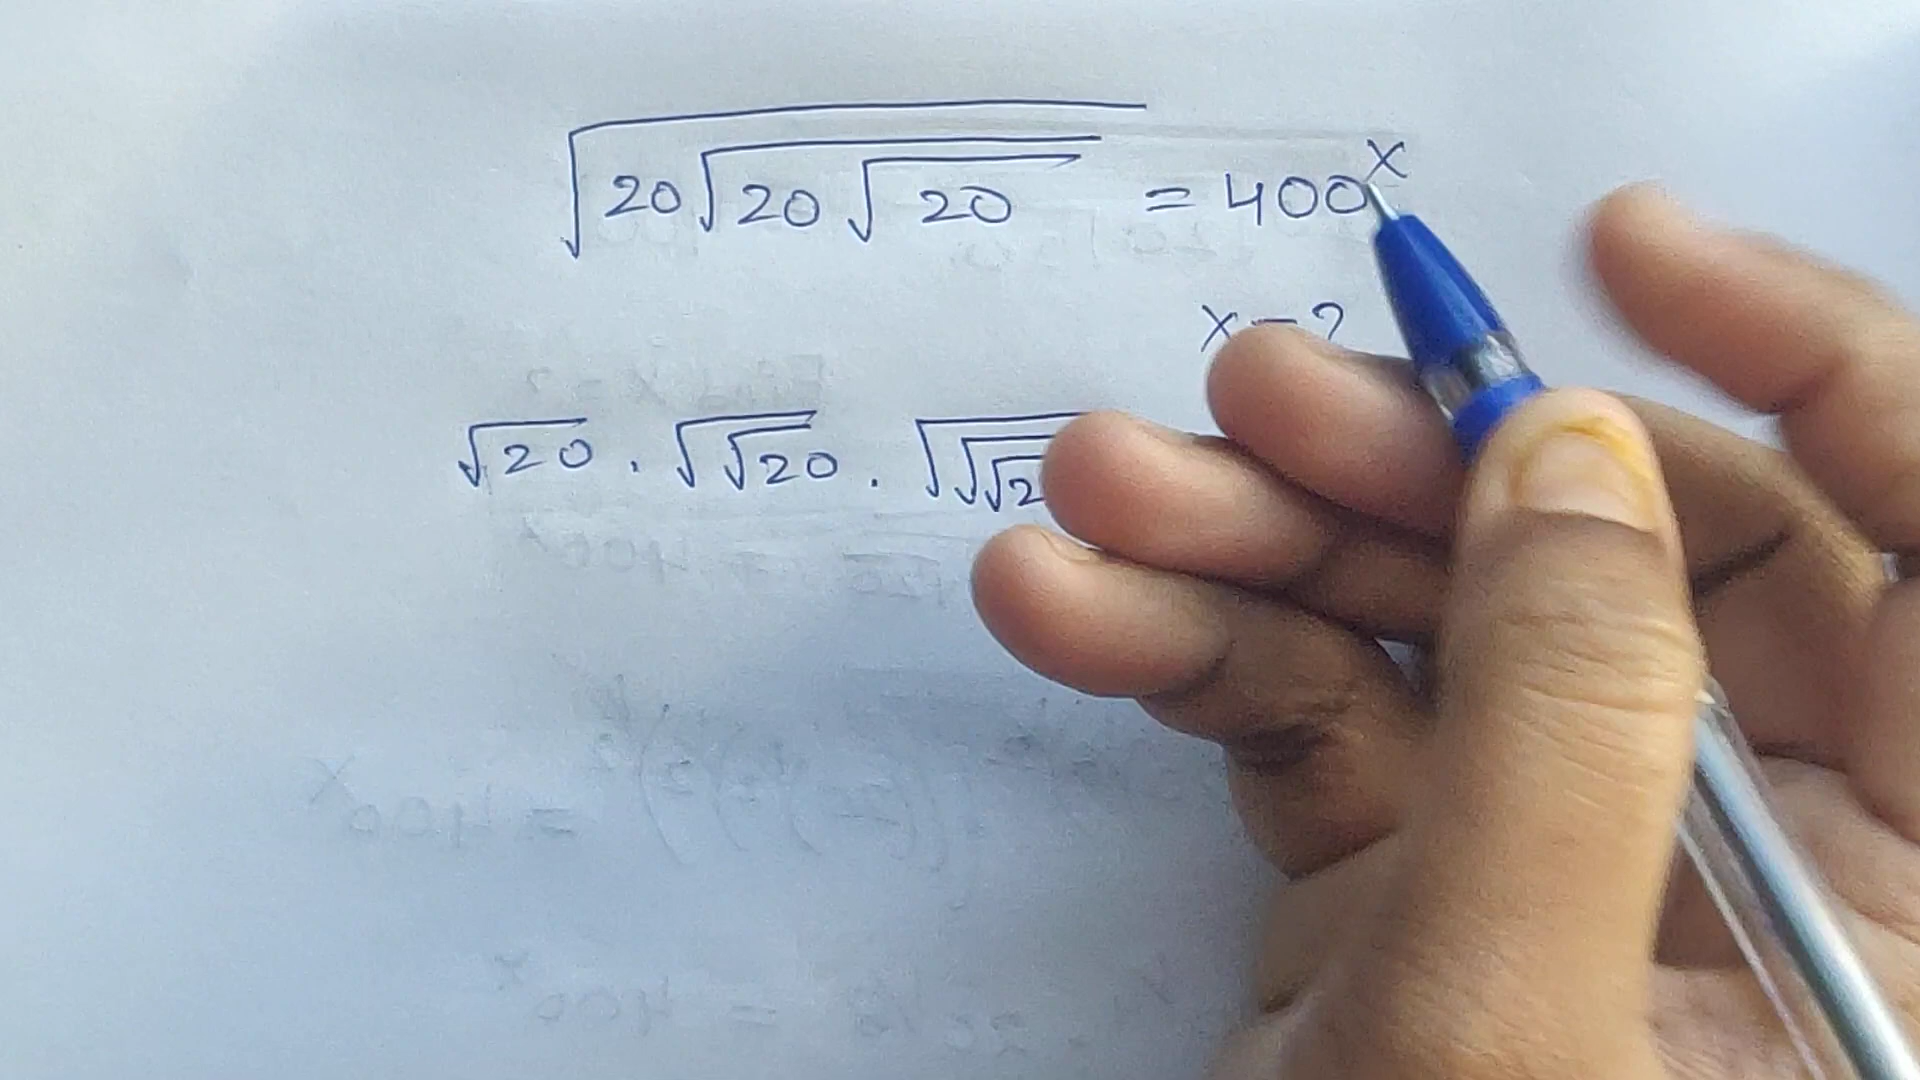 √20√20√20 = 400^x
x = ?
√20 . √√20 . √√√2